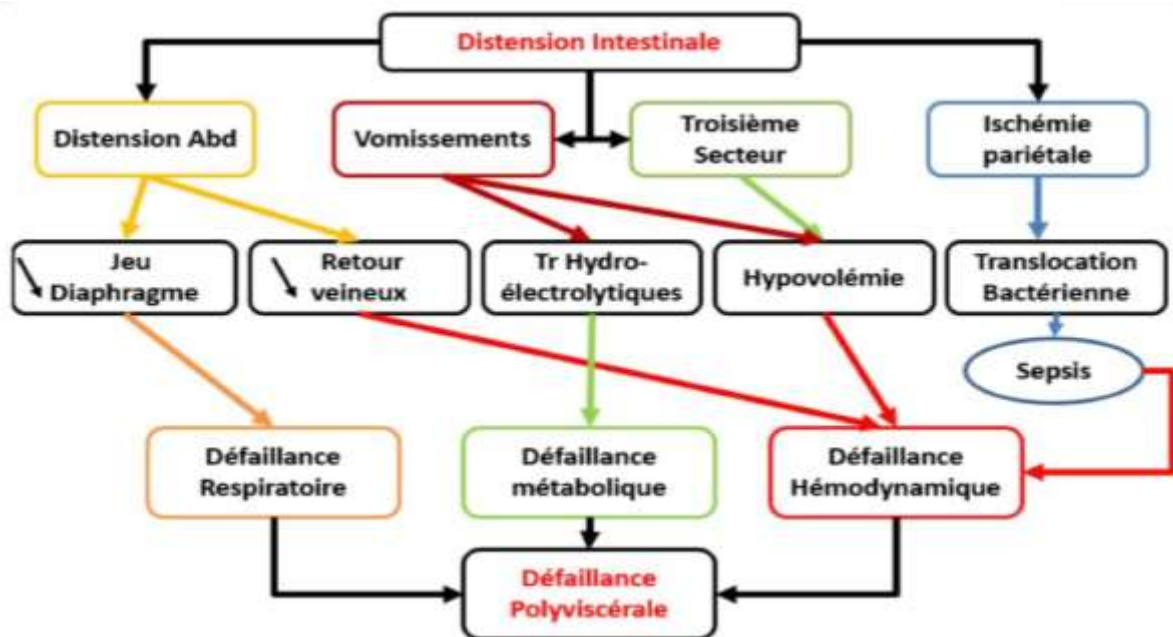 Distension Intestinale
Distension Abd
Vomissements
Troisième
Secteur
Ischémie
pariétale
Jeu
Diaphragme
Retour
veineux
Tr Hydro-
électrolytiques
Hypovolémie
Translocation
Bactérienne
Sepsis
Défaillance
Respiratoire
Défaillance
métabolique
Défaillance
Hémodynamique
Défaillance
Polyviscérale